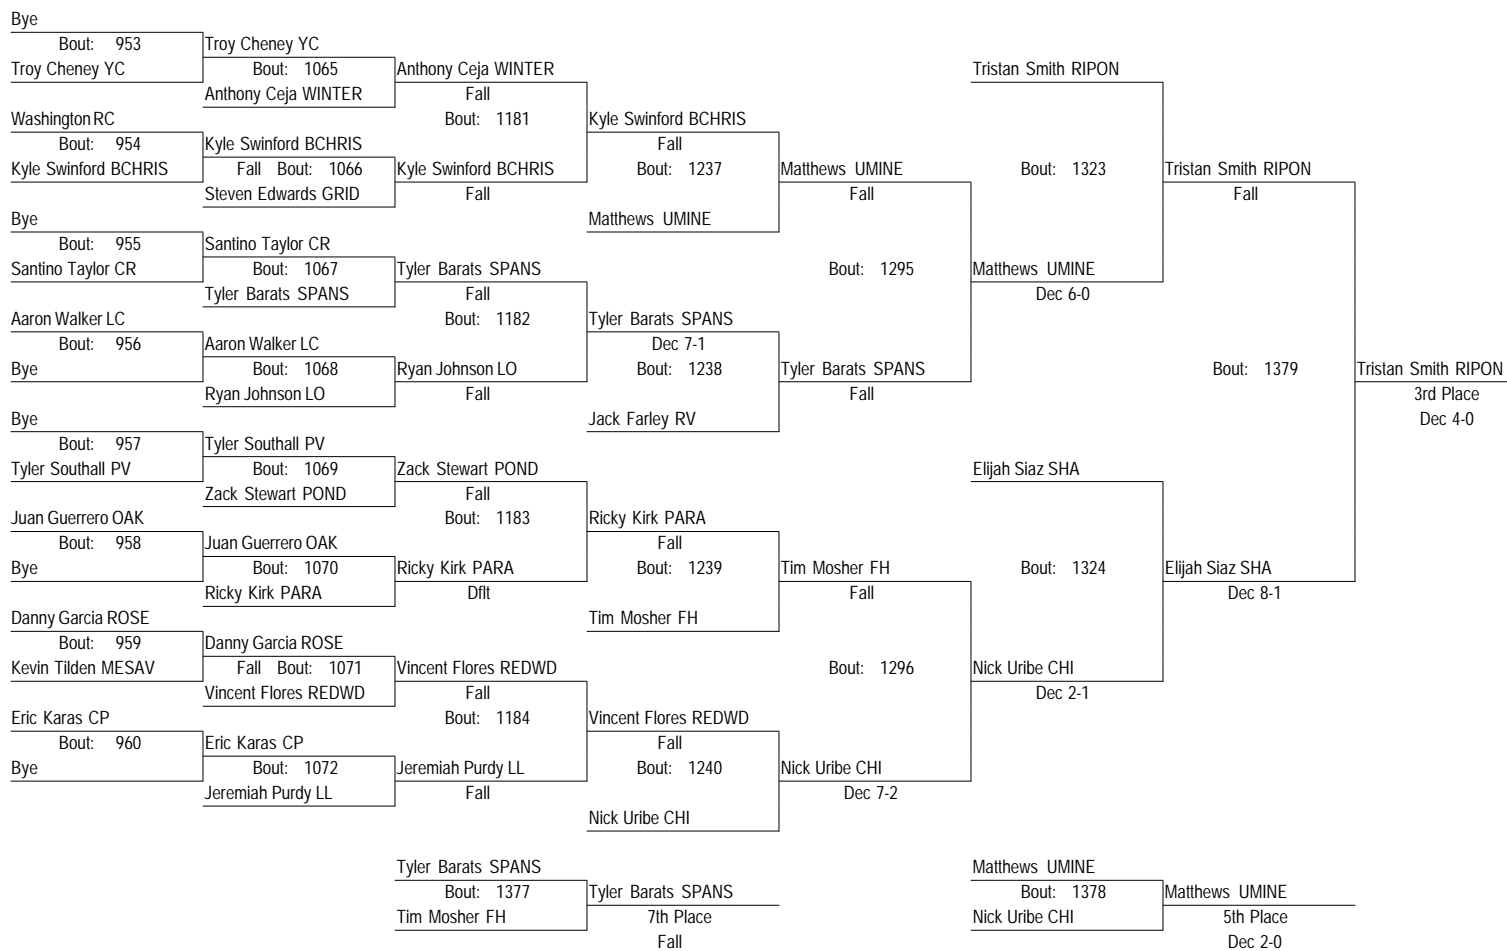 Bye
Bout: 953
Troy Cheney YC
Washington RC
Bout: 954
Kyle Swinford BCHRIS
Bye
Bout: 955
Santino Taylor CR
Aaron Walker LC
Bout: 956
Bye
Bye
Bout: 957
Tyler Southall PV
Juan Guerrero OAK
Bout: 958
Bye
Danny Garcia ROSE
Bout: 959
Kevin Tilden MESAV
Eric Karas CP
Bout: 960
Bye
Troy Cheney YC
Bout: 1065
Anthony Ceja WINTER
Kyle Swinford BCHRIS
Fall Bout: 1066
Steven Edwards GRID
Santino Taylor CR
Bout: 1067
Tyler Barats SPANS
Aaron Walker LC
Bout: 1068
Ryan Johnson LO
Tyler Southall PV
Bout: 1069
Zack Stewart POND
Juan Guerrero OAK
Bout: 1070
Ricky Kirk PARA
Danny Garcia ROSE
Fall Bout: 1071
Vincent Flores REDWD
Eric Karas CP
Bout: 1072
Jeremiah Purdy LL
Anthony Ceja WINTER
Fall
Bout: 1181
Kyle Swinford BCHRIS
Fall
Tyler Barats SPANS
Fall
Bout: 1182
Ryan Johnson LO
Fall
Zack Stewart POND
Fall
Bout: 1183
Ricky Kirk PARA
Dflt
Vincent Flores REDWD
Fall
Bout: 1184
Jeremiah Purdy LL
Fall
Kyle Swinford BCHRIS
Fall
Bout: 1237
Matthews UMINE
Tyler Barats SPANS
Dec 7-1
Bout: 1238
Jack Farley RV
Ricky Kirk PARA
Fall
Bout: 1239
Tim Mosher FH
Vincent Flores REDWD
Fall
Bout: 1240
Nick Uribe CHI
Matthews UMINE
Fall
Bout: 1295
Tyler Barats SPANS
Fall
Tim Mosher FH
Fall
Bout: 1296
Nick Uribe CHI
Dec 7-2
Tristan Smith RIPON
Bout: 1323
Matthews UMINE
Dec 6-0
Elijah Siaz SHA
Bout: 1324
Nick Uribe CHI
Dec 2-1
Tristan Smith RIPON
Fall
Bout: 1379
Elijah Siaz SHA
Dec 8-1
Tristan Smith RIPON
3rd Place
Dec 4-0
Tyler Barats SPANS
Bout: 1377
Tim Mosher FH
Tyler Barats SPANS
7th Place
Fall
Matthews UMINE
Bout: 1378
Nick Uribe CHI
Matthews UMINE
5th Place
Dec 2-0